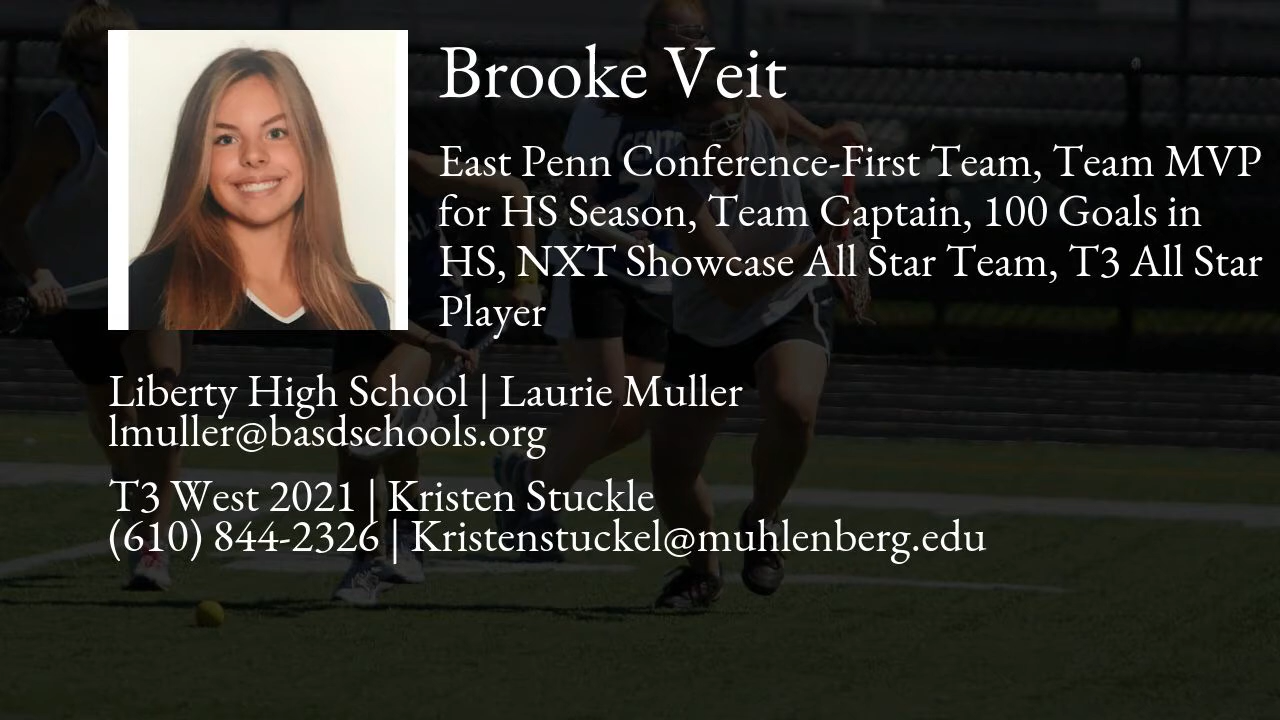 Brooke Veit
East Penn Conference-First Team, Team MVP
for HS Season, Team Captain, 100 Goals in
HS, NXT Showcase All Star Team, T3 All Star
Player
Liberty High School | Laurie Muller
lmuller@basdschools.org
T3 West 2021 | Kristen Stuckle
(610) 844-2326 | Kristenstuckel@muhlenberg.edu